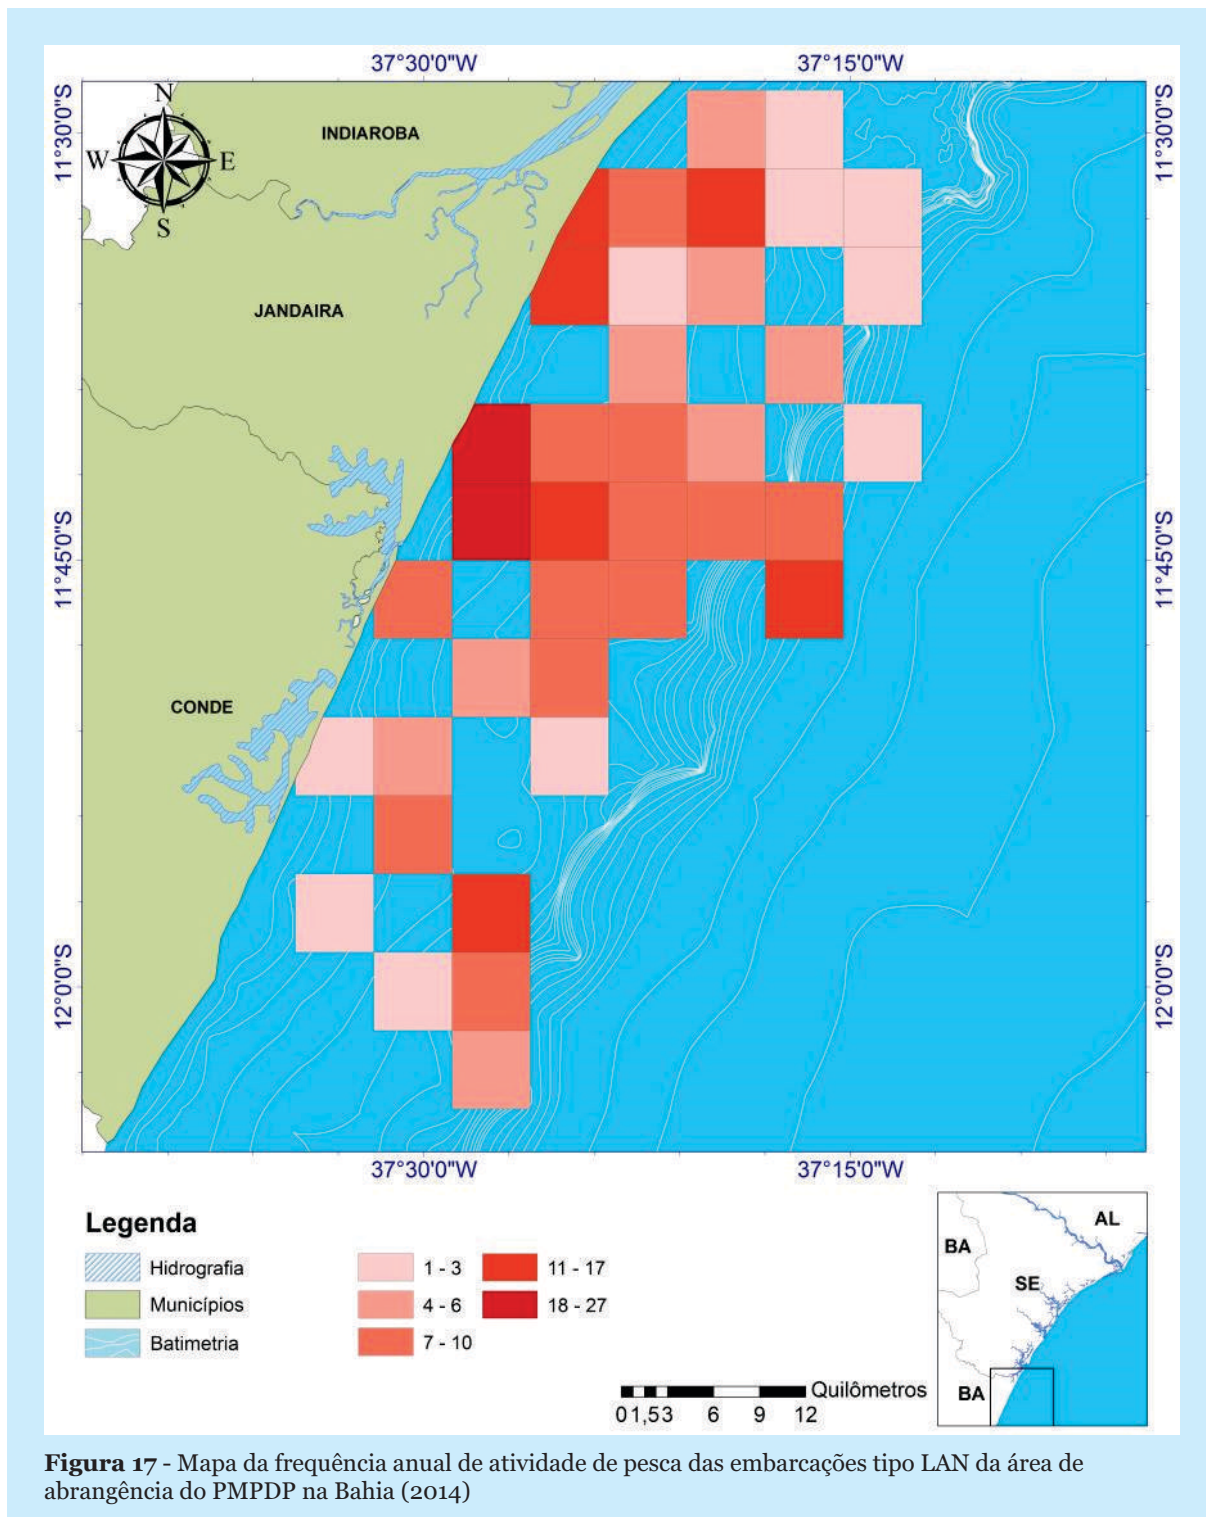 37°30'0"W
37°15'0"W
11°30'0"S
11°30'0"S
N
W
E
S
INDIAROBA
JANDAIRA
11°45'0"S
11°45'0"S
CONDE
12°0'0"S
12°0'0"S
37°30'0"W
37°15'0"W
Legenda
Hidrografia
Municípios
Batimetria
1 - 3
4 - 6
7 - 10
11 - 17
18 - 27
AL
BA
SE
BA
Quilômetros
0 1,5 3 6 9 12
Figura 17 - Mapa da frequência anual de atividade de pesca das embarcações tipo LAN da área de
abrangência do PMPDP na Bahia (2014)